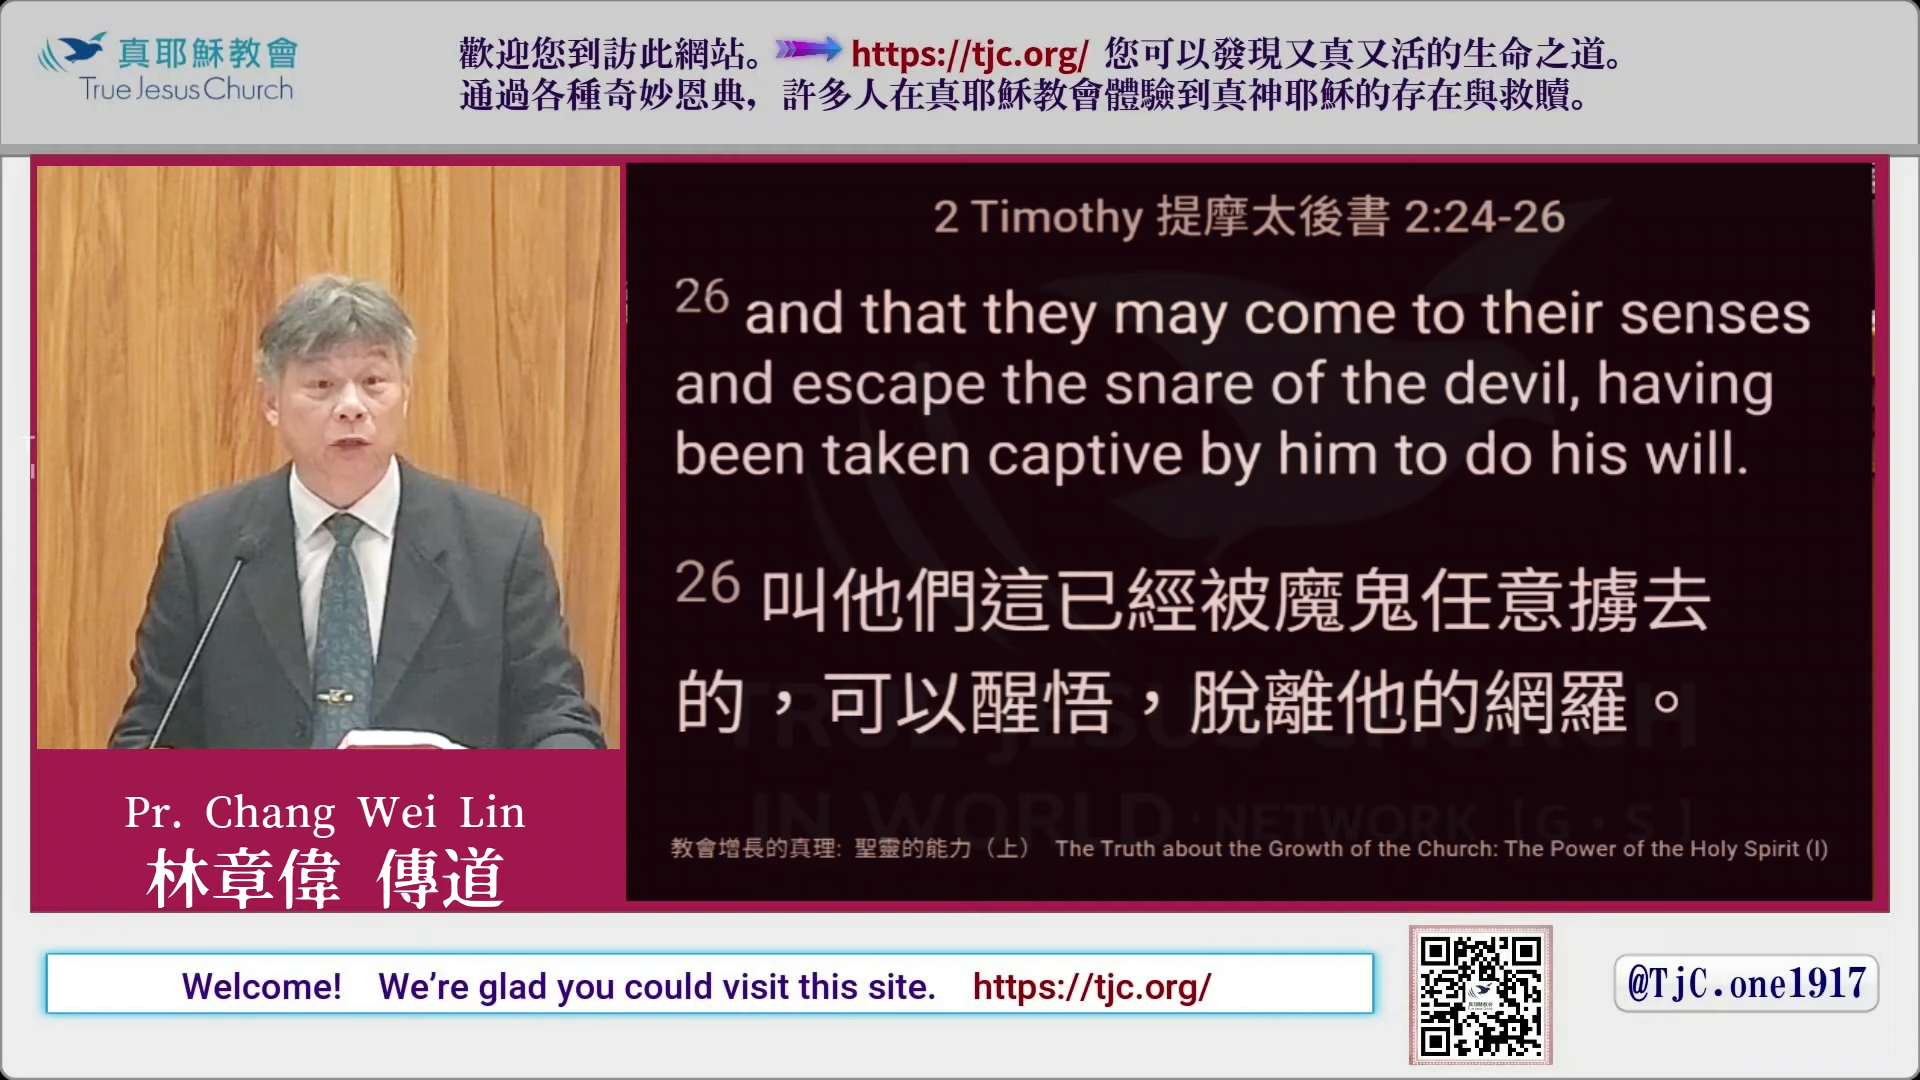 真耶穌教會
True Jesus Church
歡迎您到訪此網站。 https://tjc.org/ 您可以發現又真又活的生命之道。
通過各種奇妙恩典，許多人在真耶穌教會體驗到真神耶穌的存在與救贖。
2 Timothy 提摩太後書 2:24-26
26 and that they may come to their senses
and escape the snare of the devil, having
been taken captive by him to do his will.
26 叫他們這已經被魔鬼任意擄去
的，可以醒悟，脫離他的網羅。
TRUE JESUS CHURCH
IN WORLD · NETWORK [G · S]
教會增長的真理: 聖靈的能力（上） The Truth about the Growth of the Church: The Power of the Holy Spirit (I)
Pr. Chang Wei Lin
林章偉 傳道
Welcome! We’re glad you could visit this site. https://tjc.org/
@TjC.one1917